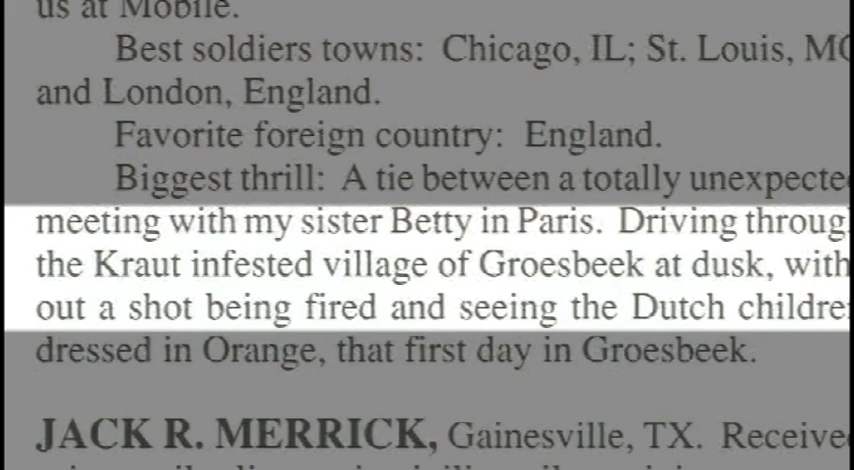 us at Mobile.
Best soldiers towns: Chicago, IL; St. Louis, MO
and London, England.
Favorite foreign country: England.
Biggest thrill: A tie between a totally unexpecte
meeting with my sister Betty in Paris. Driving throug
the Kraut infested village of Groesbeek at dusk, with
out a shot being fired and seeing the Dutch childre
dressed in Orange, that first day in Groesbeek.
JACK R. MERRICK, Gainesville, TX. Received